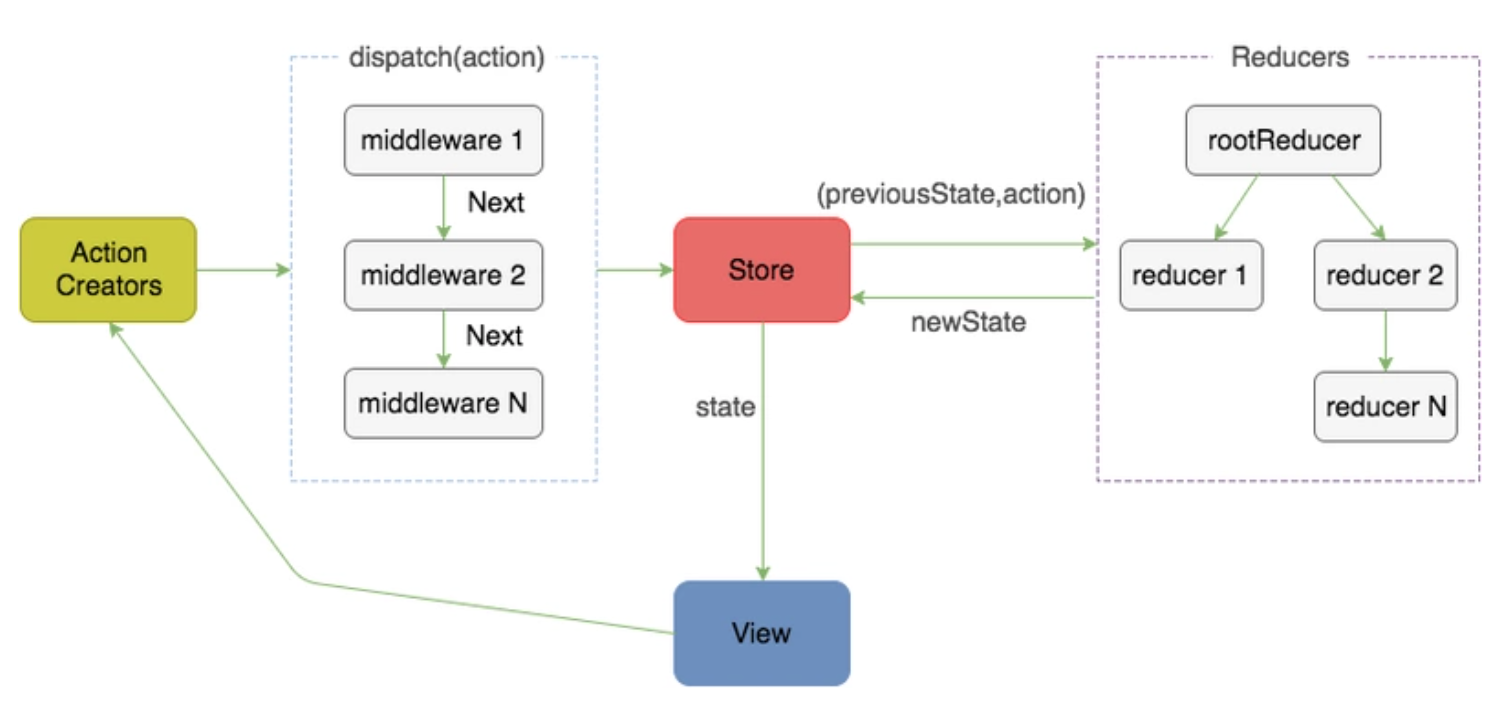 dispatch(action)
middleware 1
Next
middleware 2
Next
middleware N
Action
Creators
Store
(previousState,action)
newState
state
View
Reducers
rootReducer
reducer 1
reducer 2
reducer N